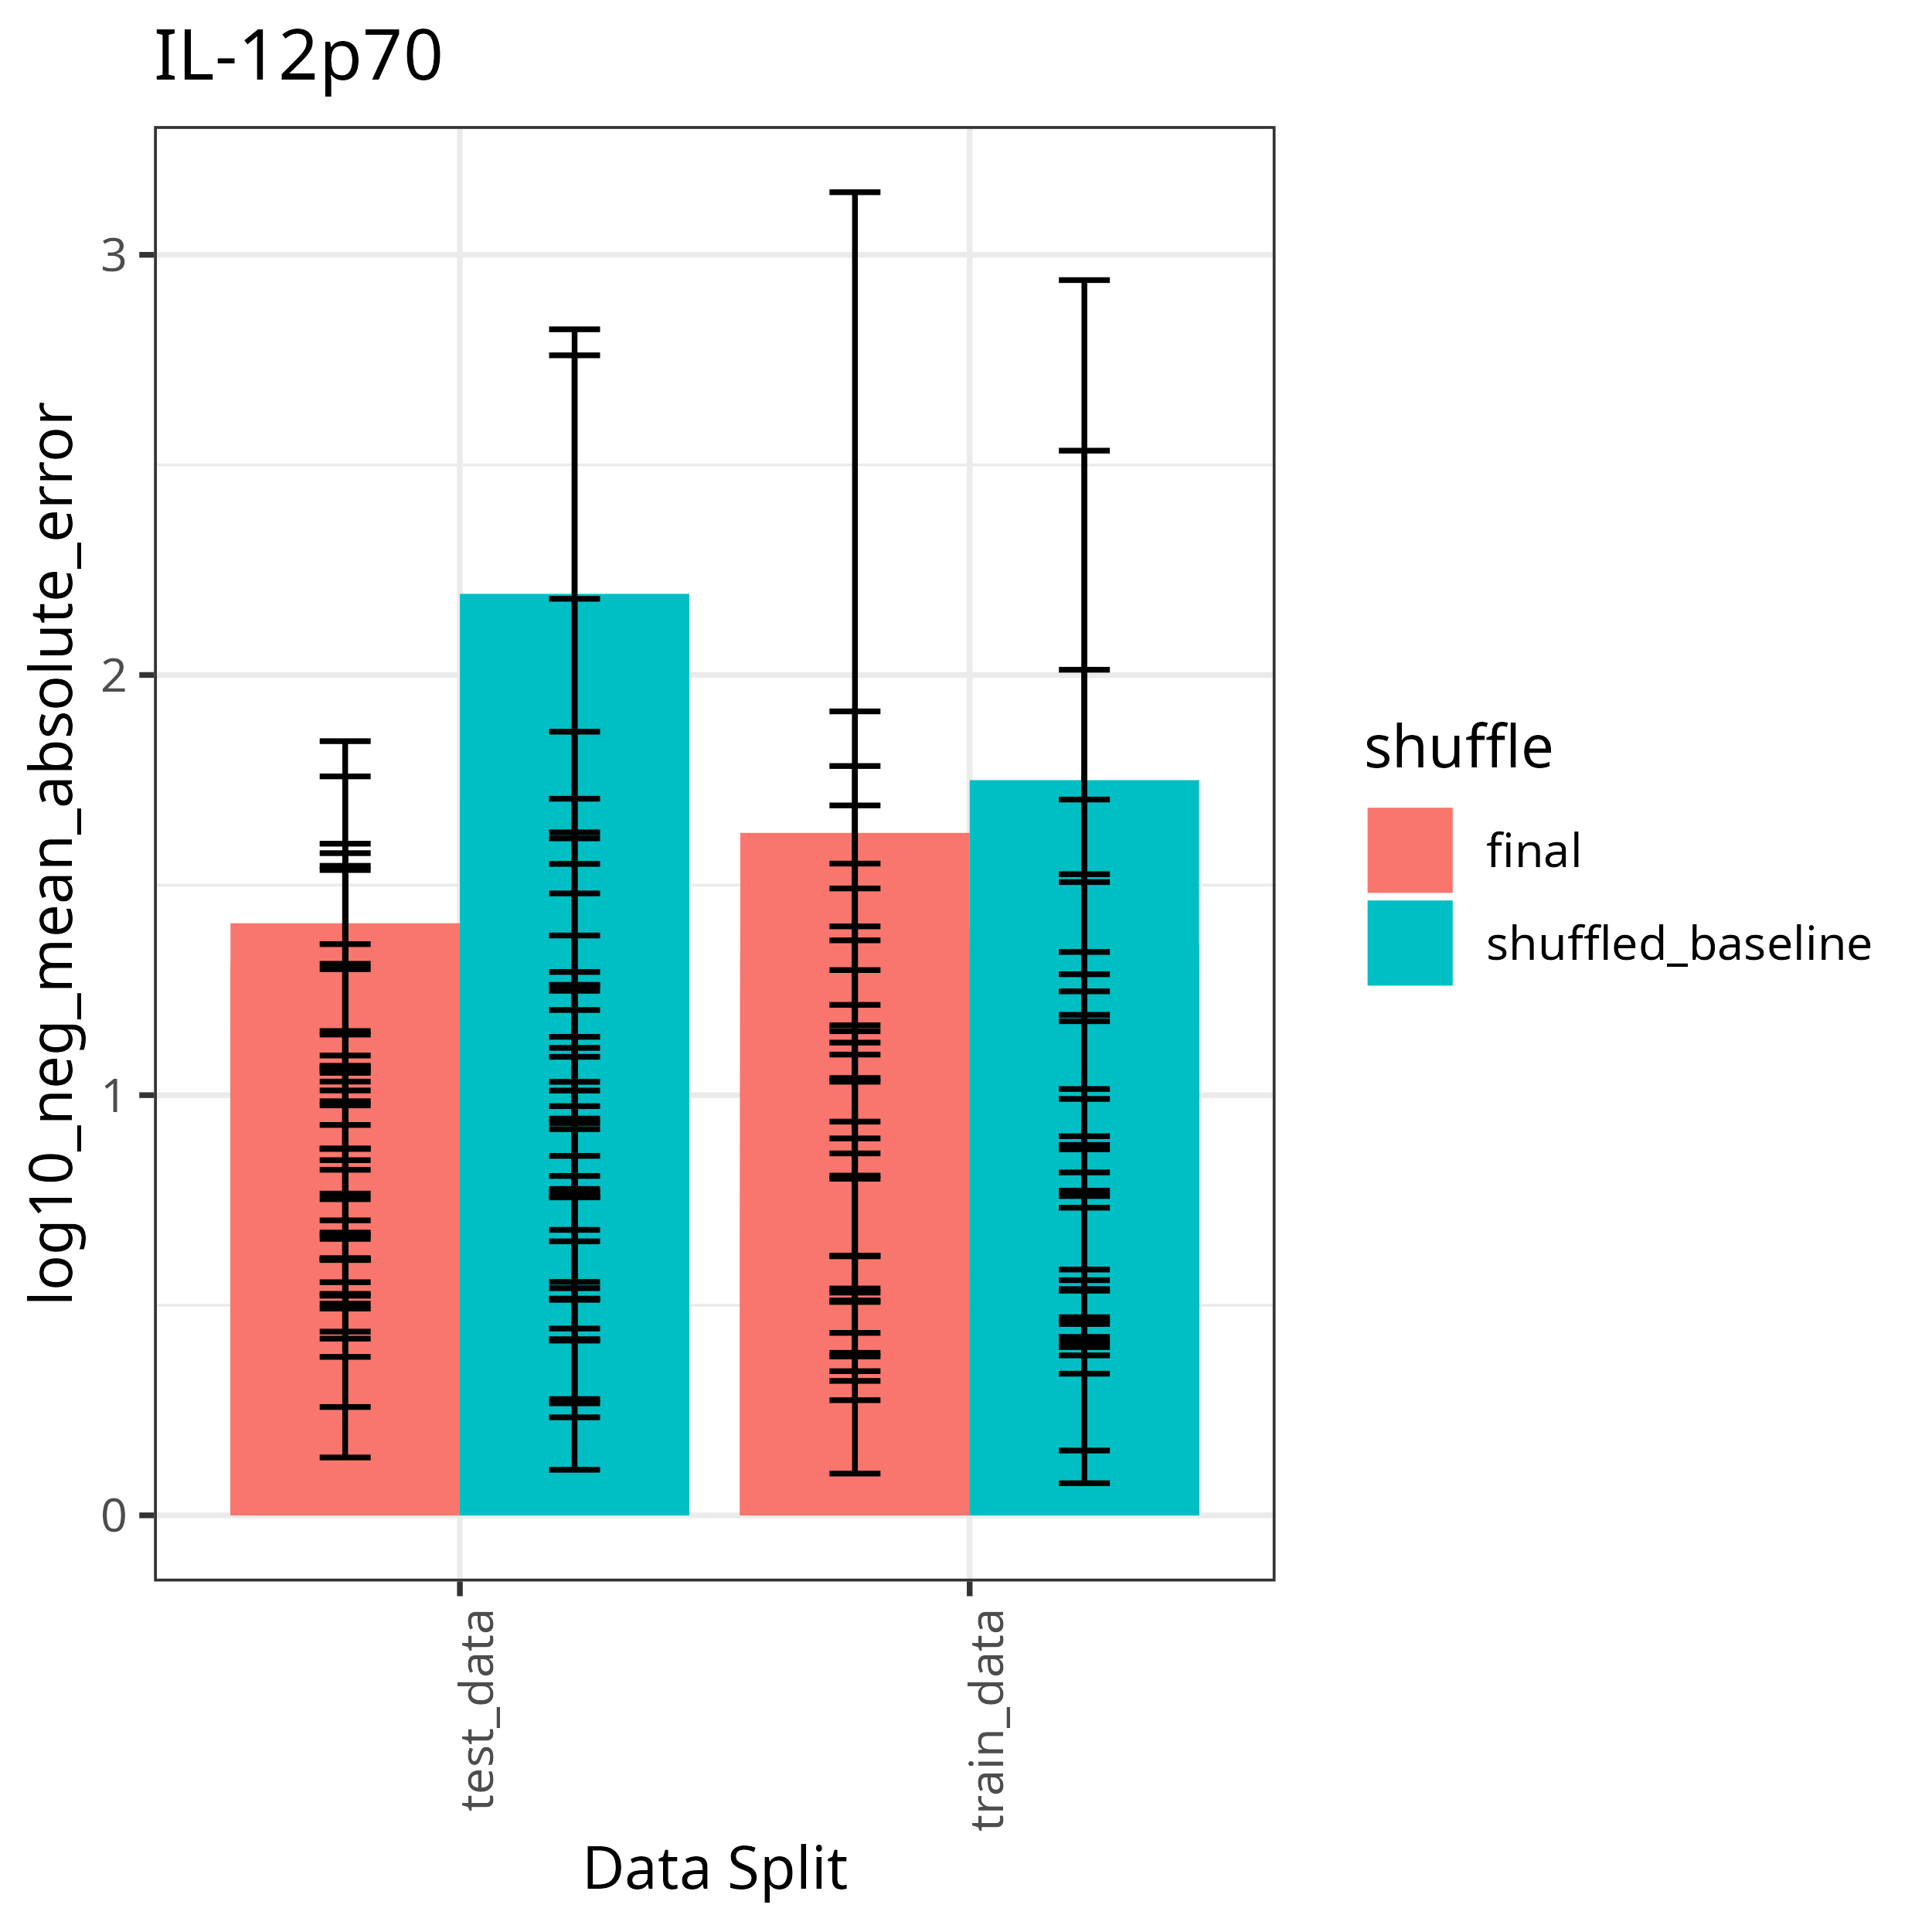 IL-12p70
log10_neg_mean_absolute_error
3
2
1
0
test_data
train_data
Data Split
shuffle
final
shuffled_baseline